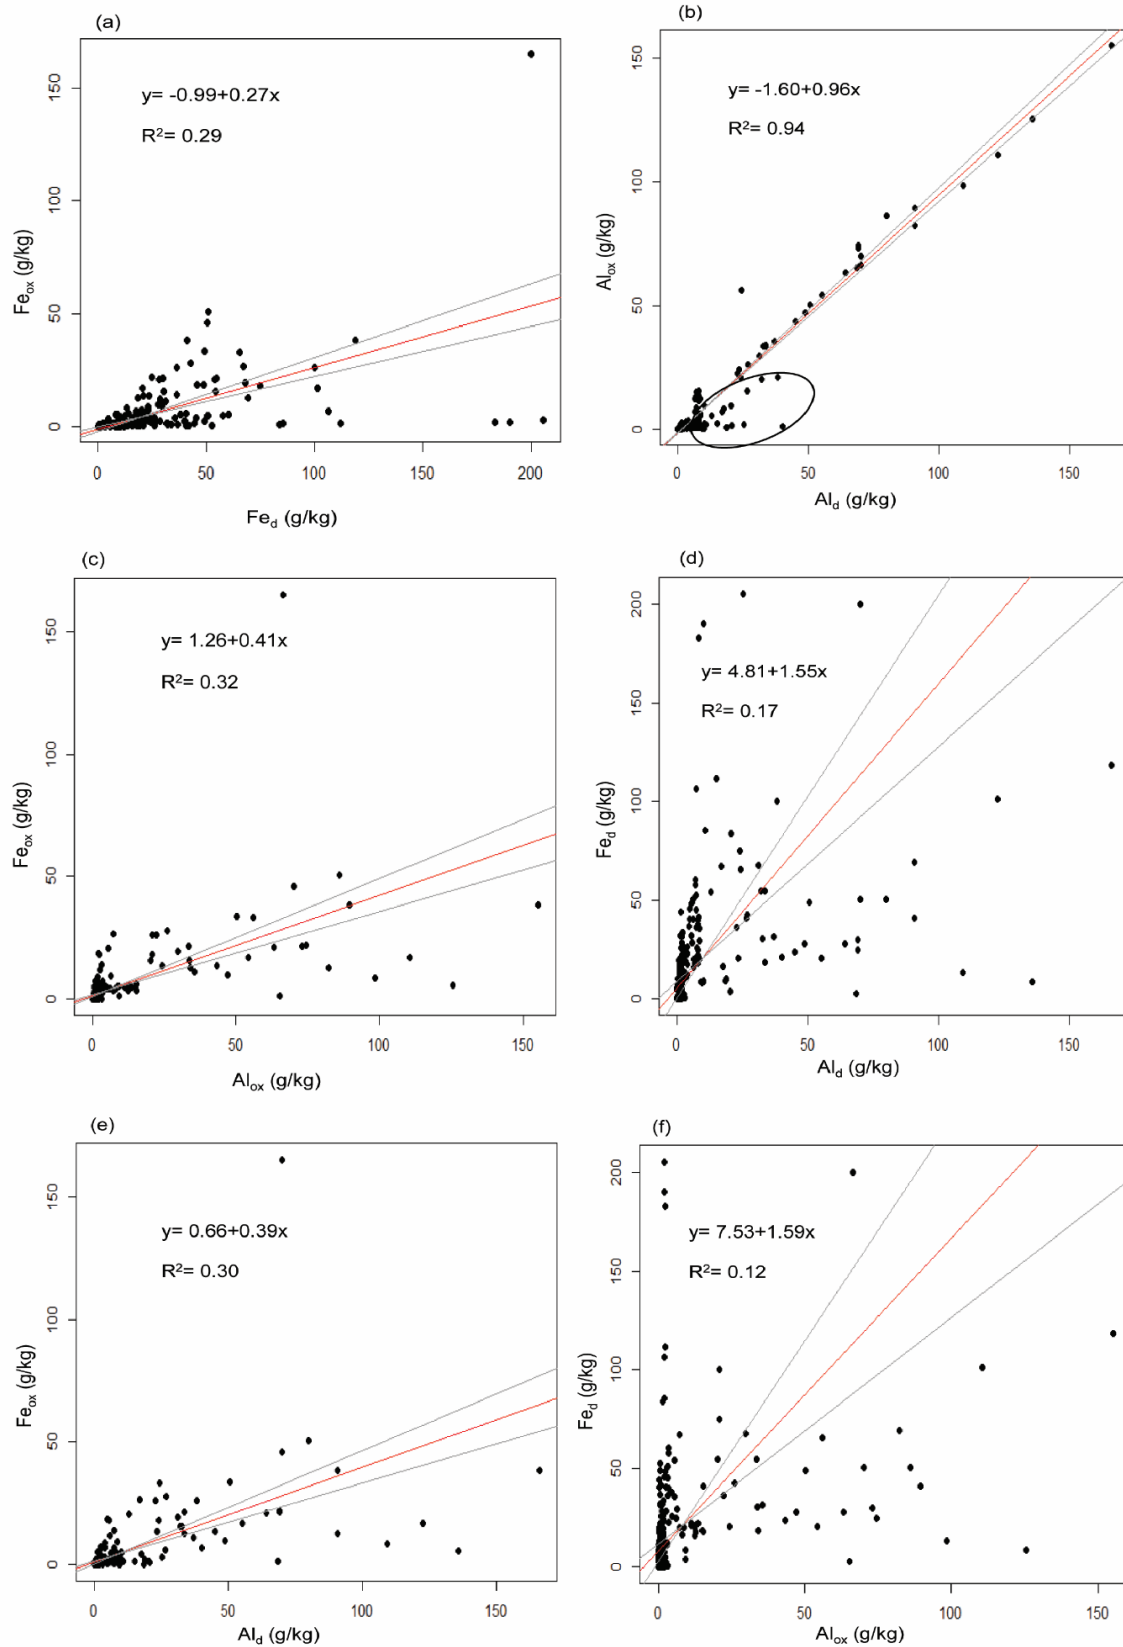 (a)
y= -0.99+0.27x
R²= 0.29
Feox (g/kg)
150
100
50
0
0 50 100 150 200
Fed (g/kg)
(b)
y= -1.60+0.96x
R²= 0.94
Alox (g/kg)
150
100
50
0
0 50 100 150
Ald (g/kg)
(c)
y= 1.26+0.41x
R²= 0.32
Feox (g/kg)
150
100
50
0
0 50 100 150
Alox (g/kg)
(d)
y= 4.81+1.55x
R²= 0.17
Fed (g/kg)
200
150
100
50
0
0 50 100 150
Ald (g/kg)
(e)
y= 0.66+0.39x
R²= 0.30
Feox (g/kg)
150
100
50
0
0 50 100 150
Ald (g/kg)
(f)
y= 7.53+1.59x
R²= 0.12
Fed (g/kg)
200
150
100
50
0
0 50 100 150
Alox (g/kg)